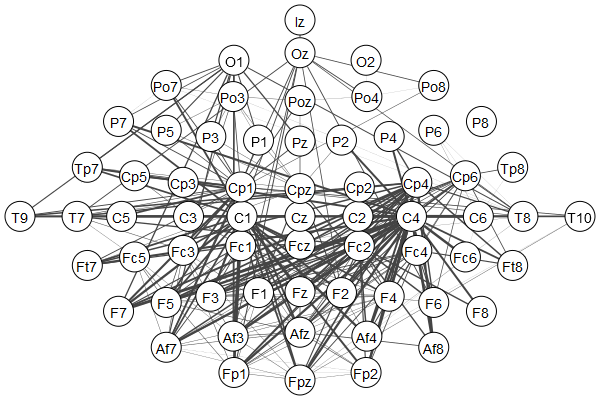 Iz
O1 Oz O2
Po7 Po3 Poz Po4 Po8
P7 P5 P3 P1 Pz P2 P4 P6 P8
Tp7 Cp5 Cp3 Cp1 Cpz Cp2 Cp4 Cp6 Tp8
T9 T7 C5 C3 C1 Cz C2 C4 C6 T8 T10
Ft7 Fc5 Fc3 Fc1 Fcz Fc2 Fc4 Fc6 Ft8
F7 F5 F3 F1 Fz F2 F4 F6 F8
Af7 Af3 Afz Af4 Af8
Fp1 Fpz Fp2